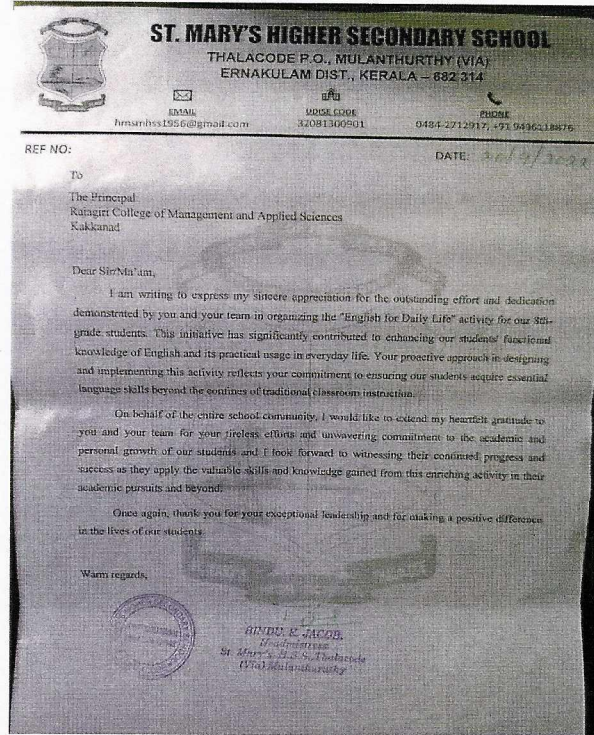 ST. MARY'S HIGHER SECONDARY SCHOOL
THALACODE P.O., MULANTHURTHY (VIA)
ERNAKULAM DIST., KERALA – 682 314
EMAIL
hmsmhss1956@gmail.com
UDISE CODE
32081300901
PHONE
0484-2712917, +91 9496118876
REF NO:
DATE:
To
The Principal
Rajagiri College of Management and Applied Sciences
Kakkanad
Dear Sir/Ma'am,
I am writing to express my sincere appreciation for the outstanding effort and dedication
demonstrated by you and your team in organizing the "English for Daily Life" activity for our 8th-
grade students. This initiative has significantly contributed to enhancing our students' functional
knowledge of English and its practical usage in everyday life. Your proective approach in designing
and implementing this activity reflects your commitment to ensuring our students acquire essential
language skills beyond the confines of traditional classroom instruction.
On behalf of the entire school community, I would like to extend my heartfelt gratitude to
you and your team for your tireless efforts and unwavering commitment to the academic and
personal growth of our students and I look forward to witnessing their continued progress and
success as they apply the valuable skills and knowledge gained from this enriching activity in their
academic pursuits and beyond.
Once again, thank you for your exceptional leadership and for making a positive difference
in the lives of our students.
Warm regards,
BINDU. K. JACOB.
Headmistress
St. Mary's. H.S.S. Thalacode
(Via) Mulanthuruthy